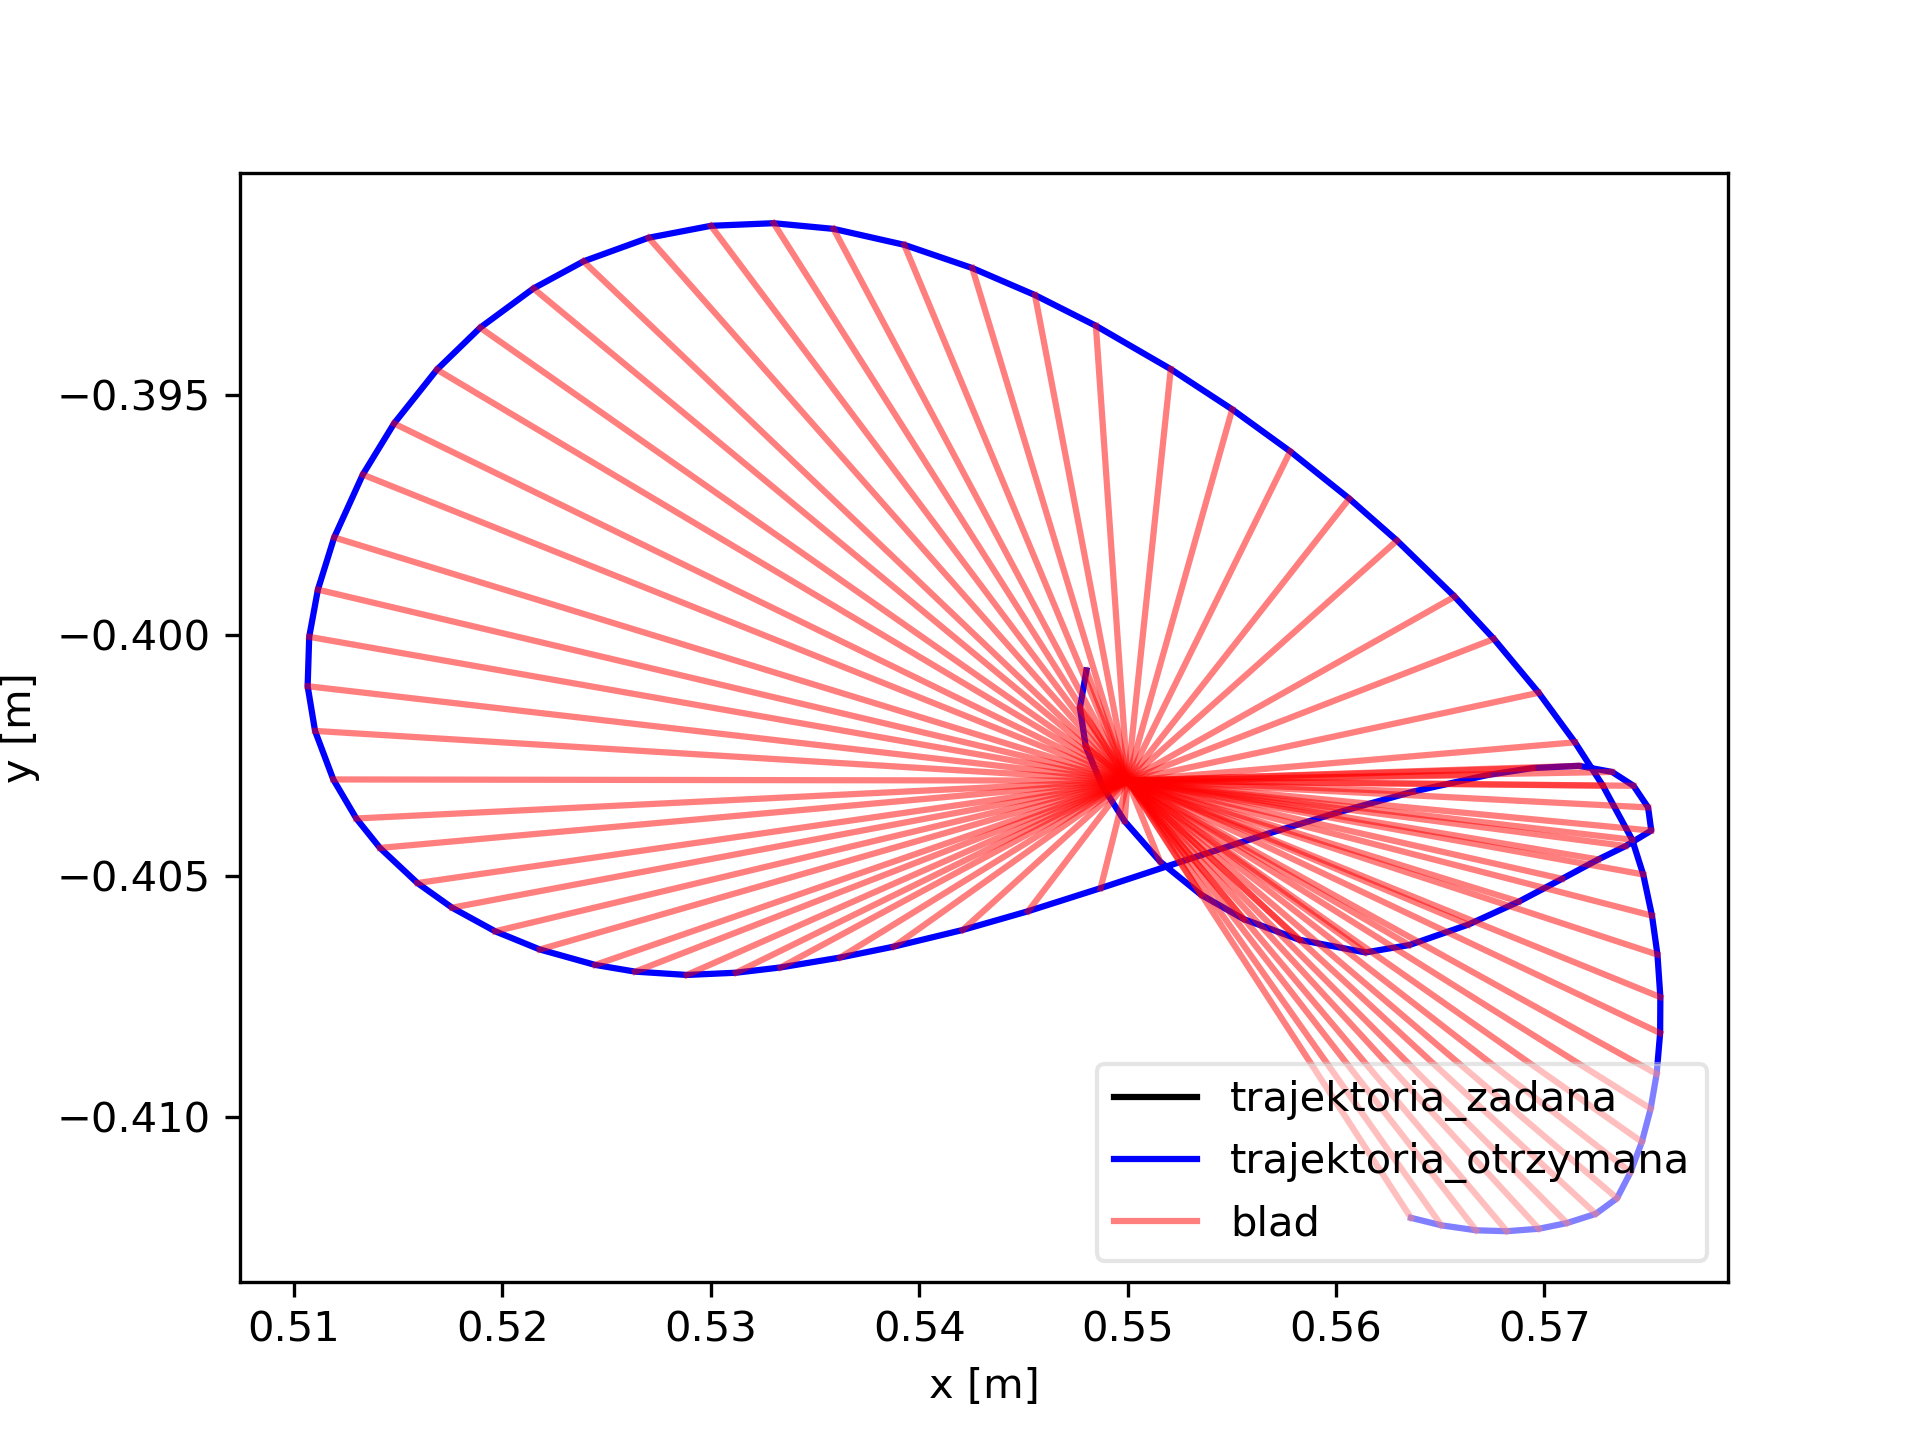 −0.395
−0.400
−0.405
−0.410
y [m]
trajektoria_zadana
trajektoria_otrzymana
blad
0.51 0.52 0.53 0.54 0.55 0.56 0.57
x [m]